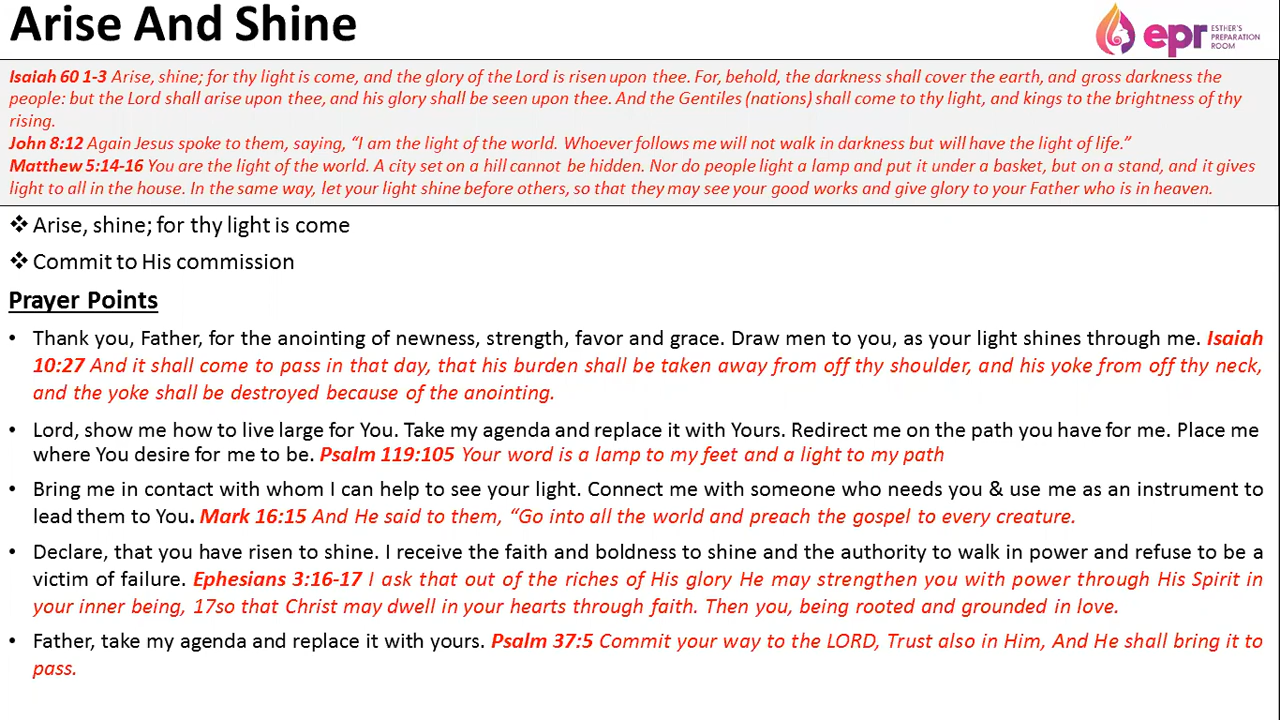 Arise And Shine
epr ESTHER'S
PREPARATION
ROOM
Isaiah 60 1-3 Arise, shine; for thy light is come, and the glory of the Lord is risen upon thee. For, behold, the darkness shall cover the earth, and gross darkness the
people: but the Lord shall arise upon thee, and his glory shall be seen upon thee. And the Gentiles (nations) shall come to thy light, and kings to the brightness of thy
rising.
John 8:12 Again Jesus spoke to them, saying, “I am the light of the world. Whoever follows me will not walk in darkness but will have the light of life.”
Matthew 5:14-16 You are the light of the world. A city set on a hill cannot be hidden. Nor do people light a lamp and put it under a basket, but on a stand, and it gives
light to all in the house. In the same way, let your light shine before others, so that they may see your good works and give glory to your Father who is in heaven.
❖ Arise, shine; for thy light is come
❖ Commit to His commission
Prayer Points
• Thank you, Father, for the anointing of newness, strength, favor and grace. Draw men to you, as your light shines through me. Isaiah
10:27 And it shall come to pass in that day, that his burden shall be taken away from off thy shoulder, and his yoke from off thy neck,
and the yoke shall be destroyed because of the anointing.
• Lord, show me how to live large for You. Take my agenda and replace it with Yours. Redirect me on the path you have for me. Place me
where You desire for me to be. Psalm 119:105 Your word is a lamp to my feet and a light to my path
• Bring me in contact with whom I can help to see your light. Connect me with someone who needs you & use me as an instrument to
lead them to You. Mark 16:15 And He said to them, “Go into all the world and preach the gospel to every creature.
• Declare, that you have risen to shine. I receive the faith and boldness to shine and the authority to walk in power and refuse to be a
victim of failure. Ephesians 3:16-17 I ask that out of the riches of His glory He may strengthen you with power through His Spirit in
your inner being, 17so that Christ may dwell in your hearts through faith. Then you, being rooted and grounded in love.
• Father, take my agenda and replace it with yours. Psalm 37:5 Commit your way to the LORD, Trust also in Him, And He shall bring it to
pass.